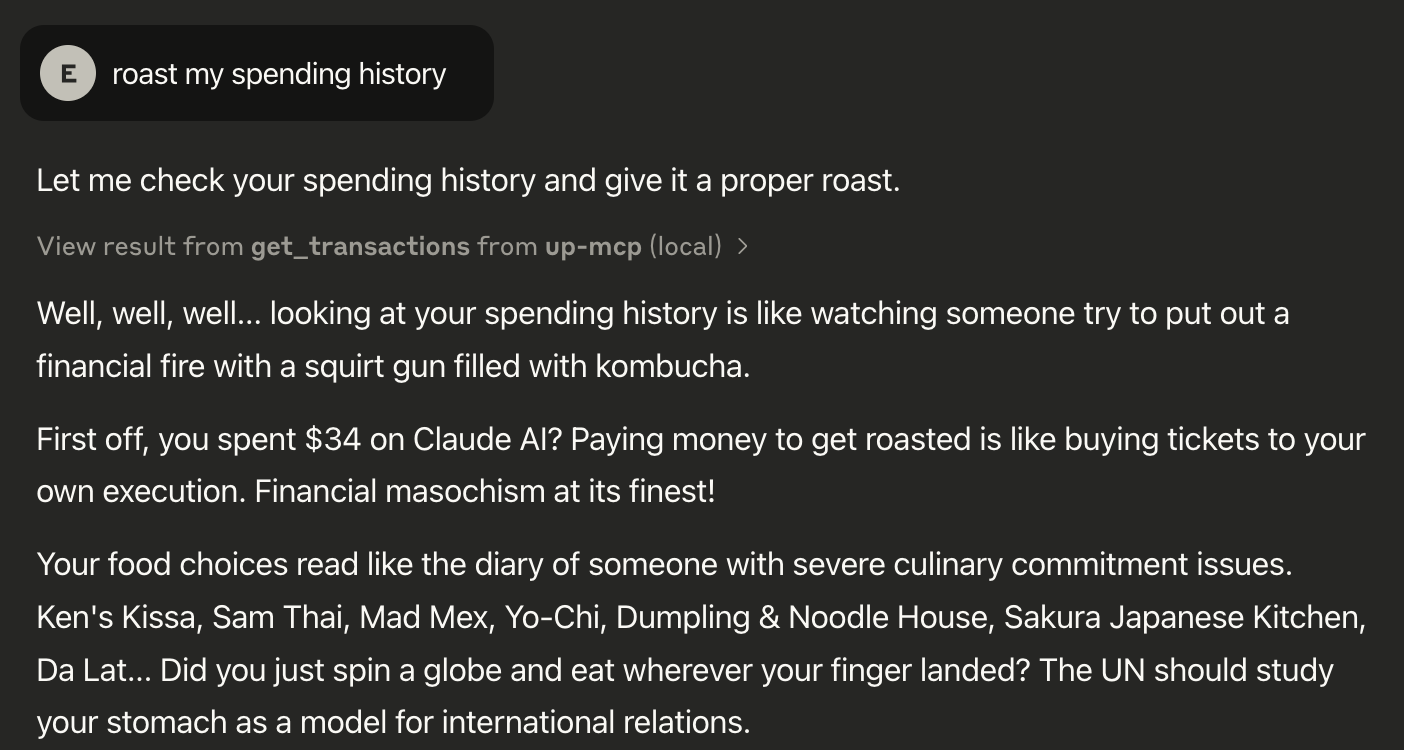 E
roast my spending history
Let me check your spending history and give it a proper roast.
View result from get_transactions from up-mcp (local) >
Well, well, well... looking at your spending history is like watching someone try to put out a
financial fire with a squirt gun filled with kombucha.
First off, you spent $34 on Claude AI? Paying money to get roasted is like buying tickets to your
own execution. Financial masochism at its finest!
Your food choices read like the diary of someone with severe culinary commitment issues.
Ken's Kissa, Sam Thai, Mad Mex, Yo-Chi, Dumpling & Noodle House, Sakura Japanese Kitchen,
Da Lat... Did you just spin a globe and eat wherever your finger landed? The UN should study
your stomach as a model for international relations.